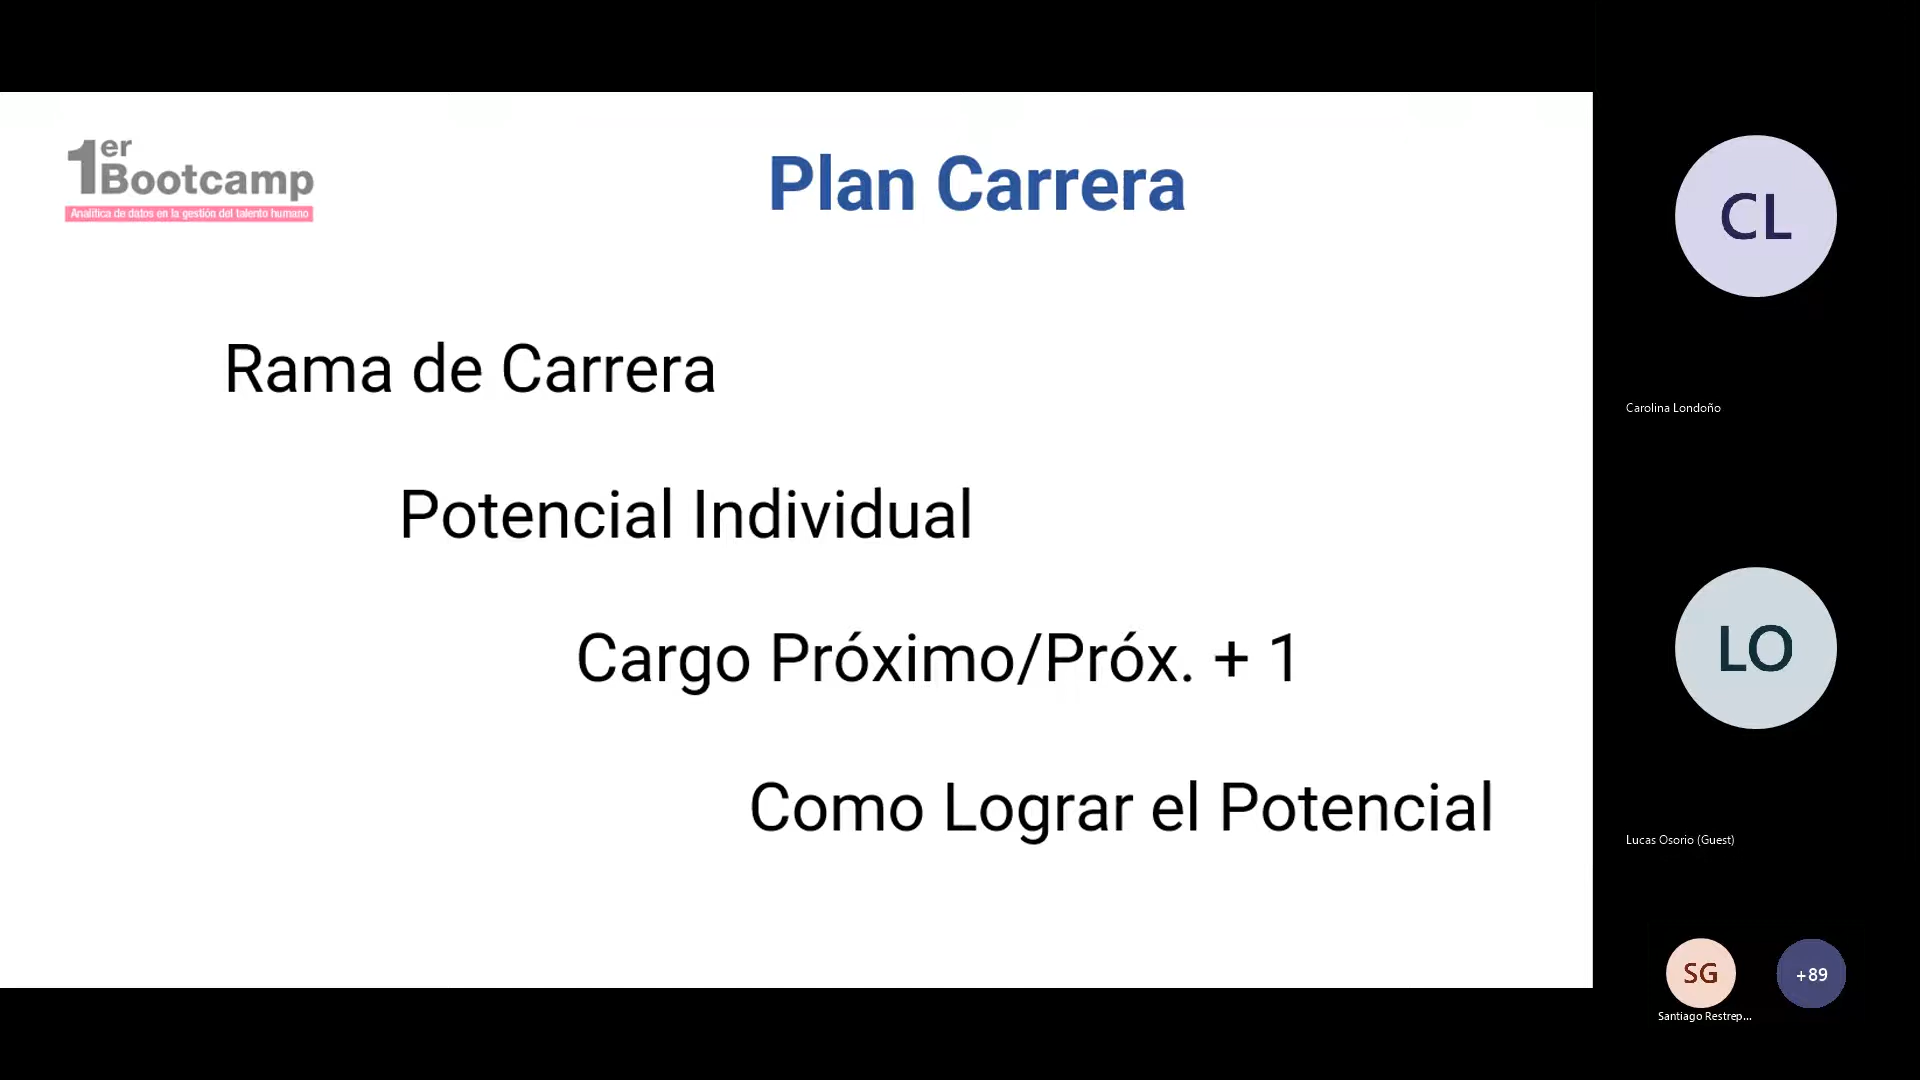 1er
Bootcamp
Analítica de datos en la gestión del talento humano
Plan Carrera
Rama de Carrera
Potencial Individual
Cargo Próximo/Próx. + 1
Como Lograr el Potencial
CL
Carolina Londoño
LO
Lucas Osorio (Guest)
SG
+89
Santiago Restrep...